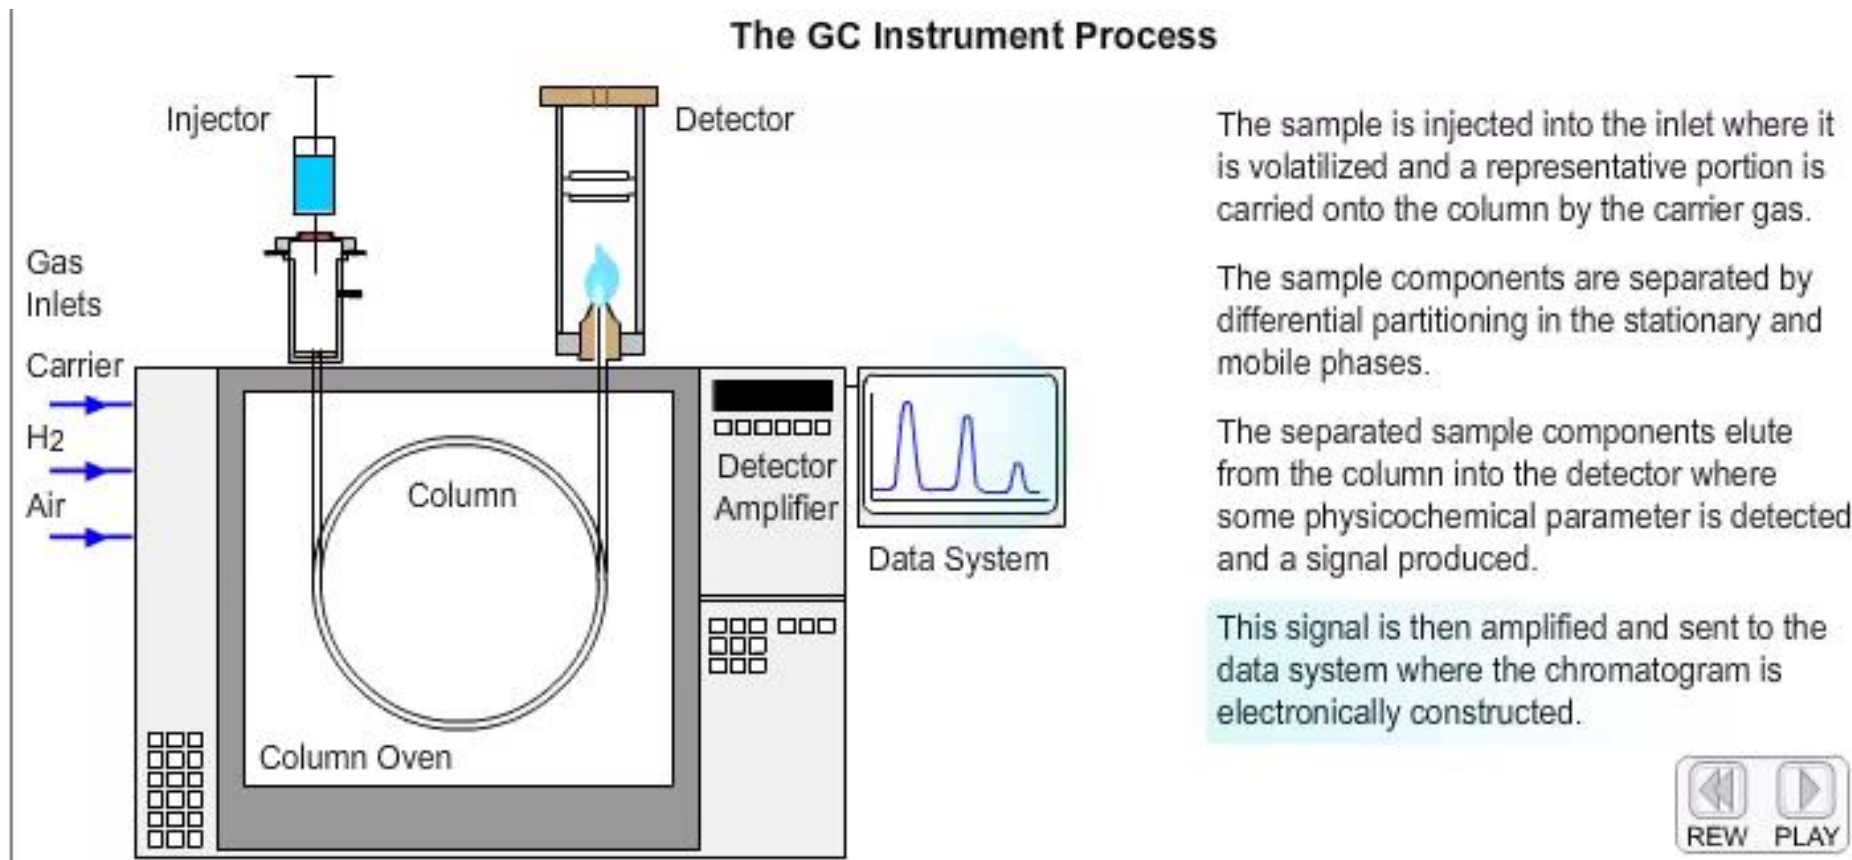 The GC Instrument Process
Injector
Detector
Gas
Inlets
Carrier
H2
Air
Column
Column Oven
Detector
Amplifier
Data System
The sample is injected into the inlet where it
is volatilized and a representative portion is
carried onto the column by the carrier gas.
The sample components are separated by
differential partitioning in the stationary and
mobile phases.
The separated sample components elute
from the column into the detector where
some physicochemical parameter is detected
and a signal produced.
This signal is then amplified and sent to the
data system where the chromatogram is
electronically constructed.
REW PLAY